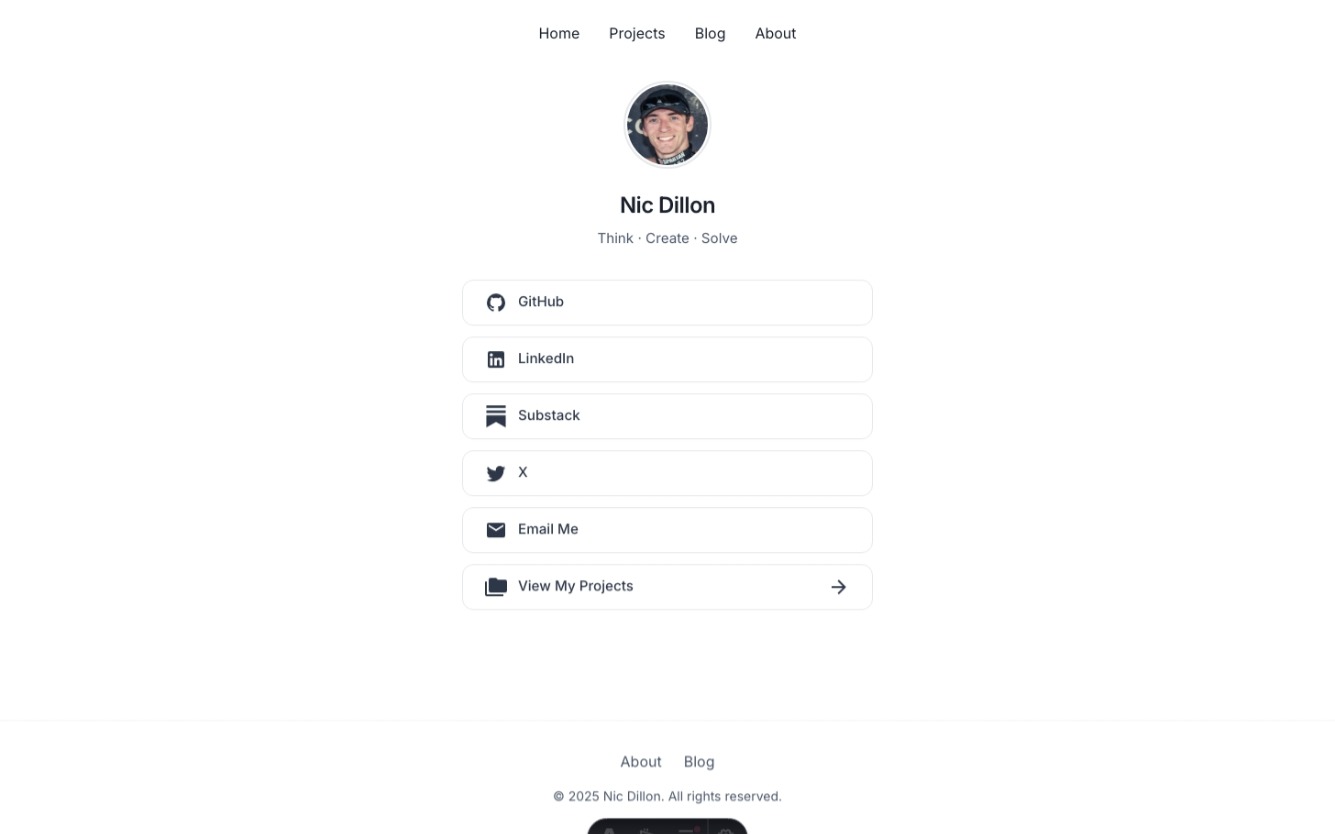 Home Projects Blog About
Nic Dillon
Think · Create · Solve
GitHub
LinkedIn
Substack
X
Email Me
View My Projects
About Blog
© 2025 Nic Dillon. All rights reserved.